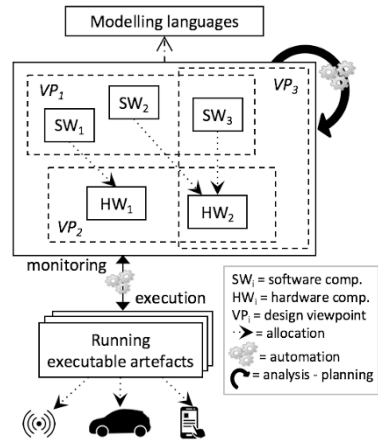 Modelling languages
VP1
SW2
VP3
SW1
SW3
HW1
HW2
VP2
monitoring
execution
Running
executable artefacts
SWi = software comp.
HWi = hardware comp.
VPi = design viewpoint
= allocation
= automation
= analysis - planning